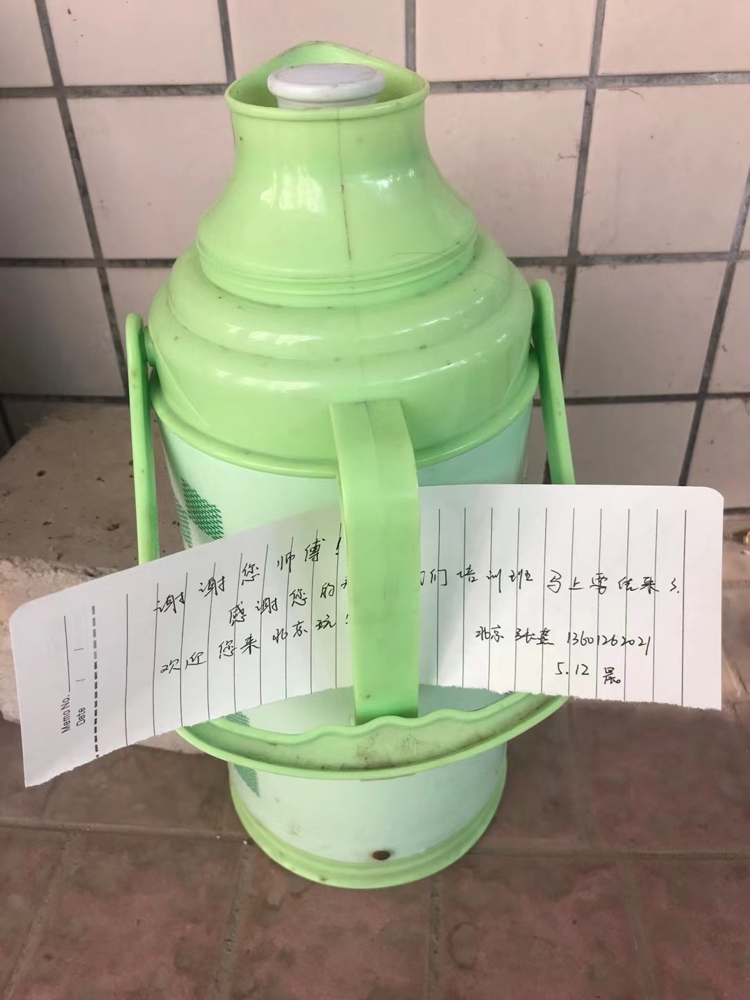 谢谢您师傅! 们培训班马上要结束了.
感谢您的
欢迎您来北京玩!
北京 张 13601262021
5.12 晨
Memo No.
Date